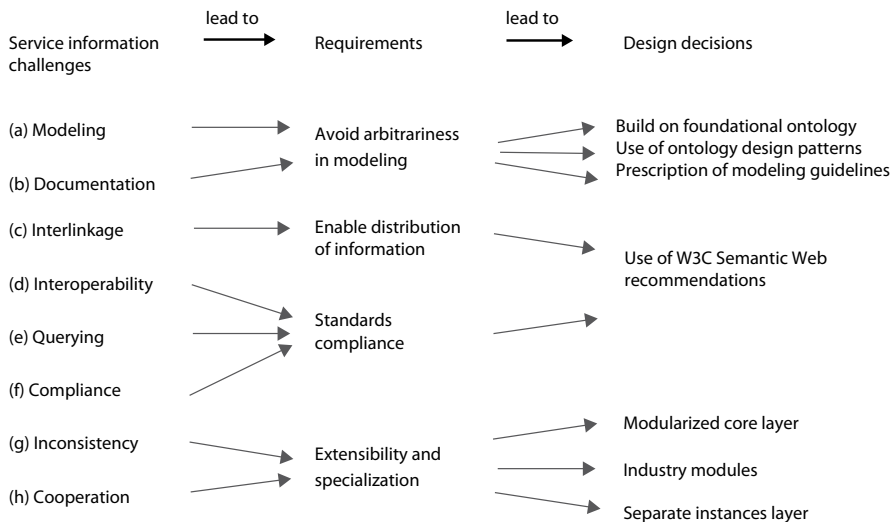 lead to
lead to
Service information
challenges
Requirements
Design decisions
(a) Modeling
(b) Documentation
Avoid arbitrariness
in modeling
Build on foundational ontology
Use of ontology design patterns
Prescription of modeling guidelines
(c) Interlinkage
Enable distribution
of information
Use of W3C Semantic Web
recommendations
(d) Interoperability
(e) Querying
(f) Compliance
Standards
compliance
(g) Inconsistency
(h) Cooperation
Extensibility and
specialization
Modularized core layer
Industry modules
Separate instances layer